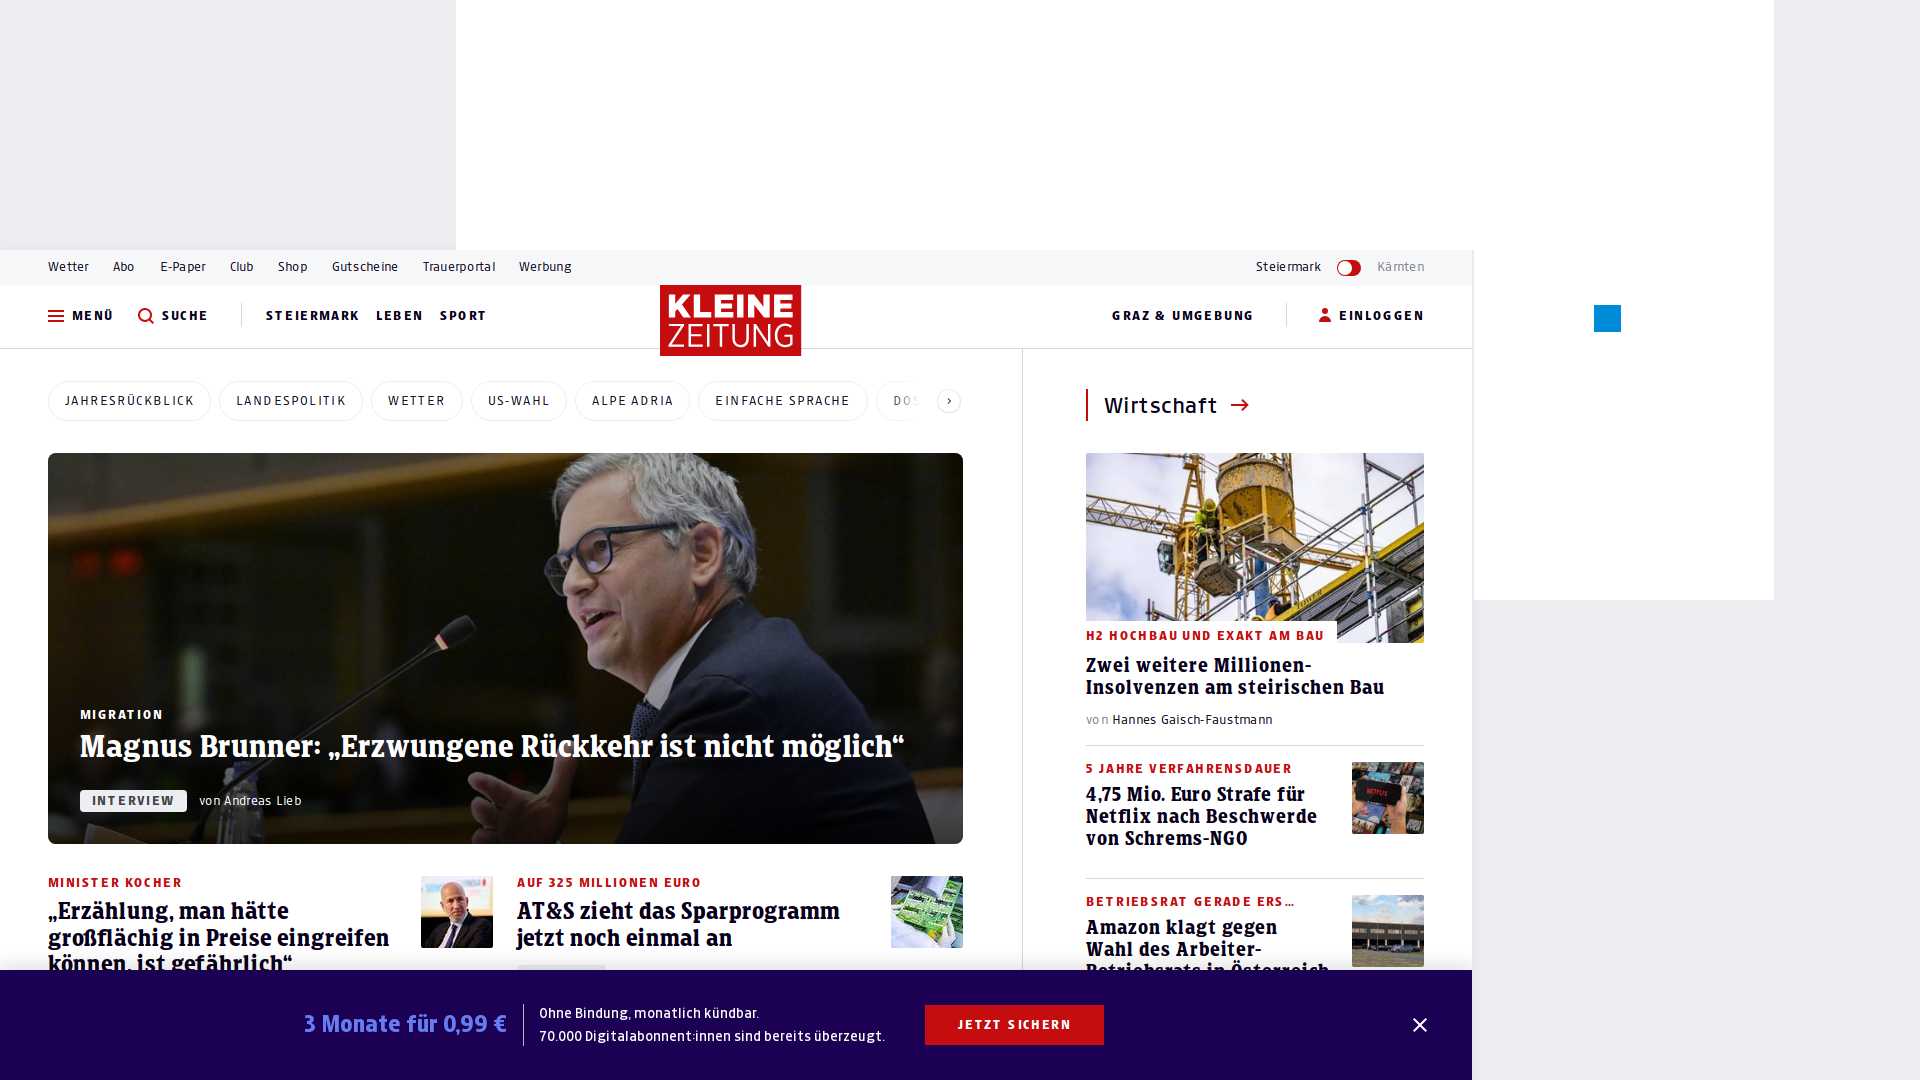 Wetter Abo E-Paper Club Shop Gutscheine Trauerportal Werbung
Steiermark Kärnten
MENÜ SUCHE STEIERMARK LEBEN SPORT
KLEINE
ZEITUNG
GRAZ & UMGEBUNG EINLOGGEN
JAHRESRÜCKBLICK LANDESPOLITIK WETTER US-WAHL ALPE ADRIA EINFACHE SPRACHE
MIGRATION
Magnus Brunner: „Erzwungene Rückkehr ist nicht möglich“
INTERVIEW von Andreas Lieb
MINISTER KOCHER
„Erzählung, man hätte
großflächig in Preise eingreifen
können, ist gefährlich“
AUF 325 MILLIONEN EURO
AT&S zieht das Sparprogramm
jetzt noch einmal an
Wirtschaft
H2 HOCHBAU UND EXAKT AM BAU
Zwei weitere Millionen-
Insolvenzen am steirischen Bau
von Hannes Gaisch-Faustmann
5 JAHRE VERFAHRENSDAUER
4,75 Mio. Euro Strafe für
Netflix nach Beschwerde
von Schrems-NGO
NETFLIX
BETRIEBSRAT GERADE ERS…
Amazon klagt gegen
Wahl des Arbeiter-
Betriebsrats in Österreich
3 Monate für 0,99 €
Ohne Bindung, monatlich kündbar.
70.000 Digitalabonnent:innen sind bereits überzeugt.
JETZT SICHERN